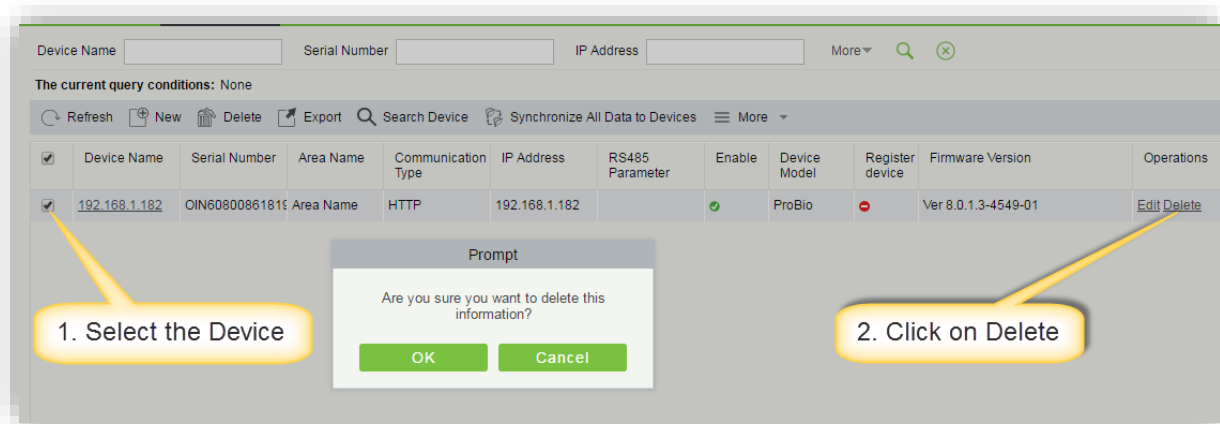 Device Name Serial Number IP Address More
The current query conditions: None
Refresh New Delete Export Search Device Synchronize All Data to Devices More
Device Name Serial Number Area Name Communication Type IP Address RS485 Parameter Enable Device Model Register device Firmware Version Operations
192.168.1.182 OIN60800861819 Area Name HTTP 192.168.1.182 ProBio Ver 8.0.1.3-4549-01 Edit Delete
Prompt
Are you sure you want to delete this
information?
OK Cancel
1. Select the Device
2. Click on Delete